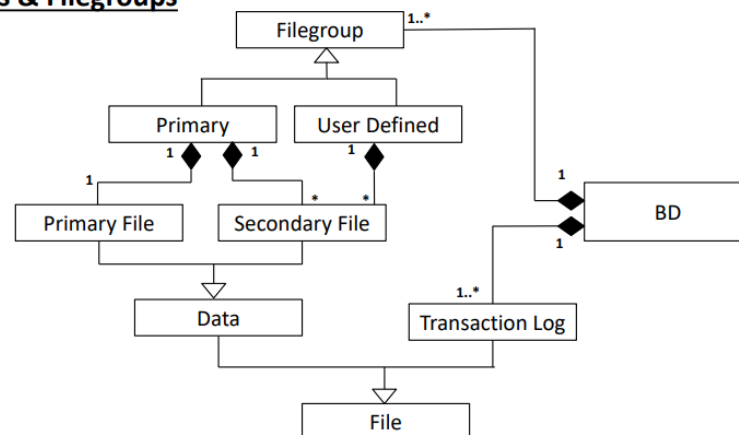 s & Filegroups
Filegroup
1..*
Primary
User Defined
1
1
1
1
1
*
*
Primary File
Secondary File
BD
1
1..*
Data
Transaction Log
File